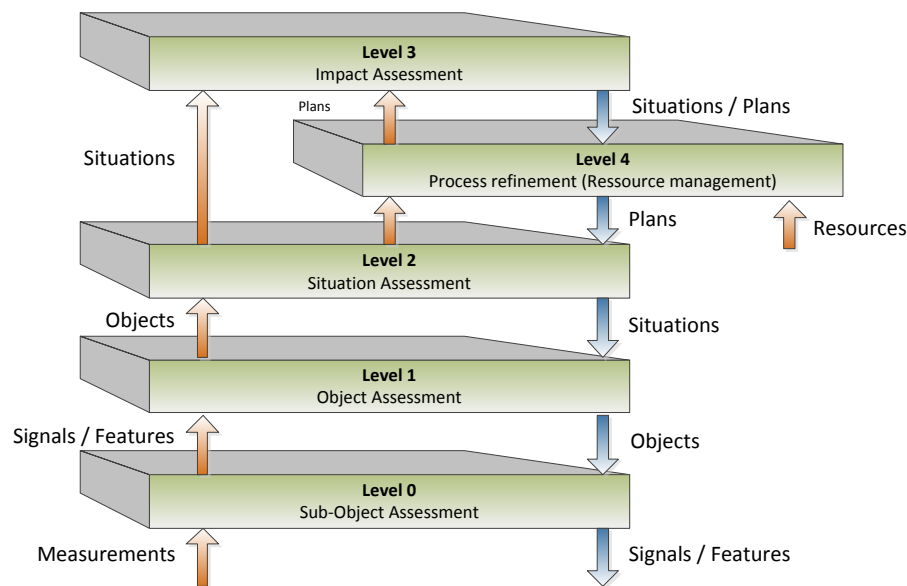 Level 3
Impact Assessment
Plans
Situations / Plans
Situations
Level 4
Process refinement (Ressource management)
Plans
Resources
Level 2
Situation Assessment
Objects
Situations
Level 1
Object Assessment
Signals / Features
Objects
Level 0
Sub-Object Assessment
Measurements
Signals / Features